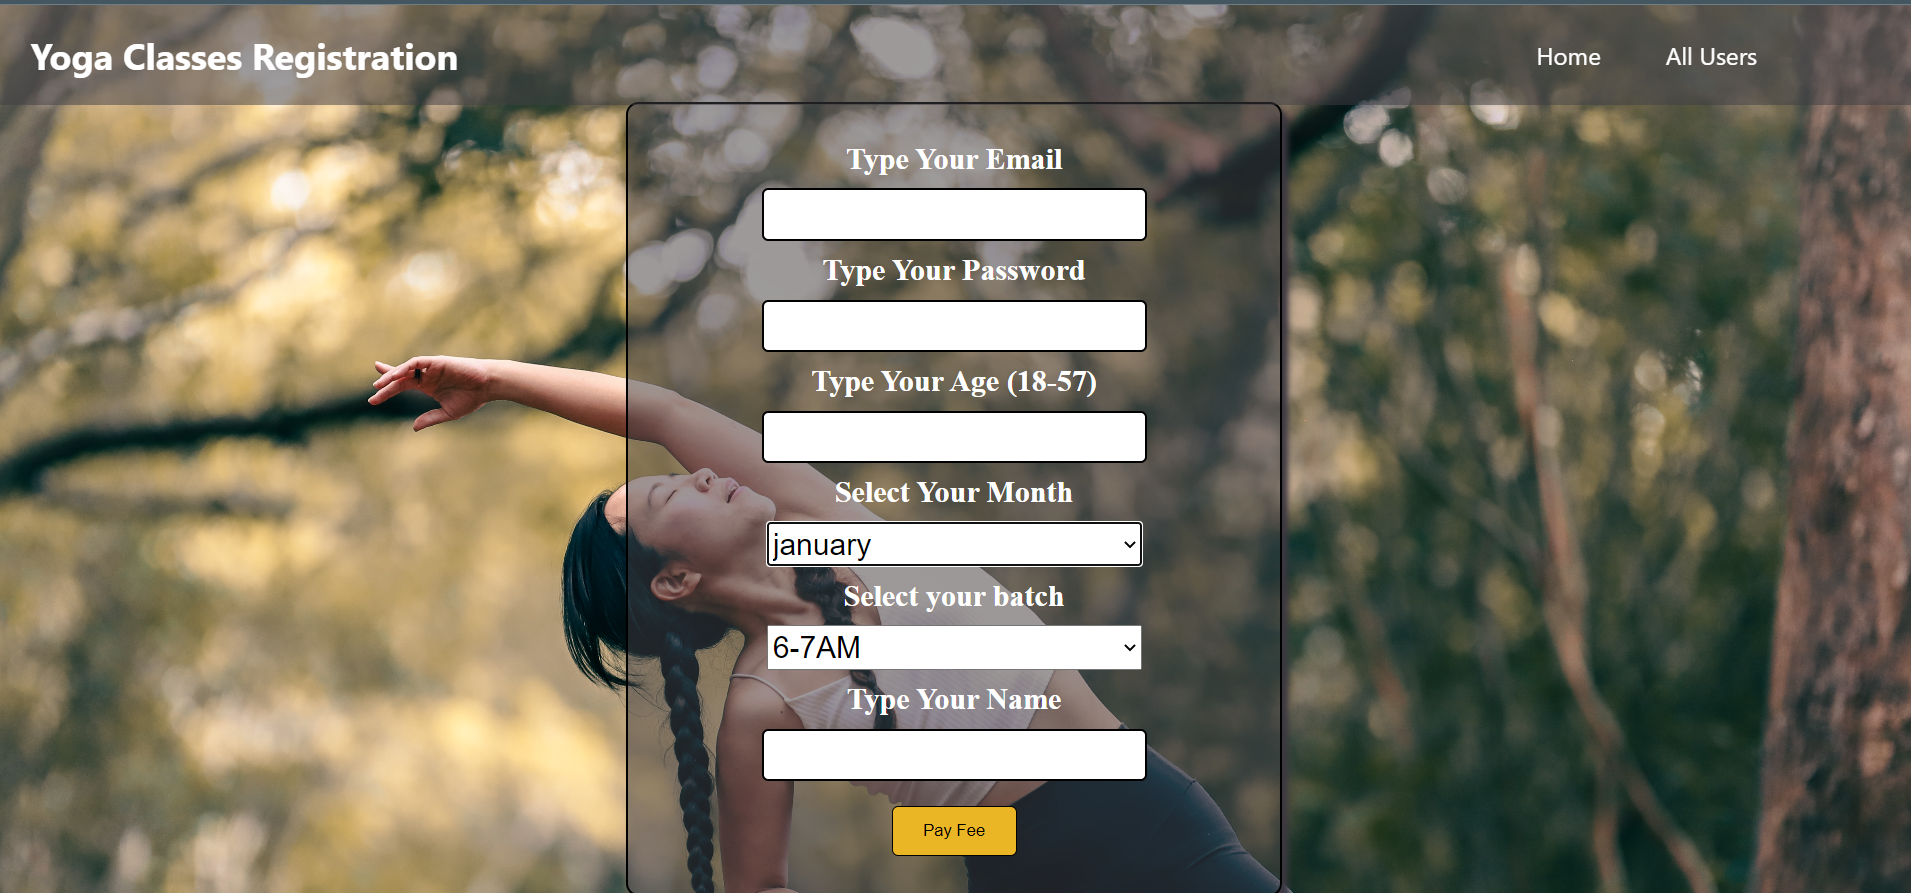 Yoga Classes Registration
Home
All Users
Type Your Email
Type Your Password
Type Your Age (18-57)
Select Your Month
january
Select your batch
6-7AM
Type Your Name
Pay Fee